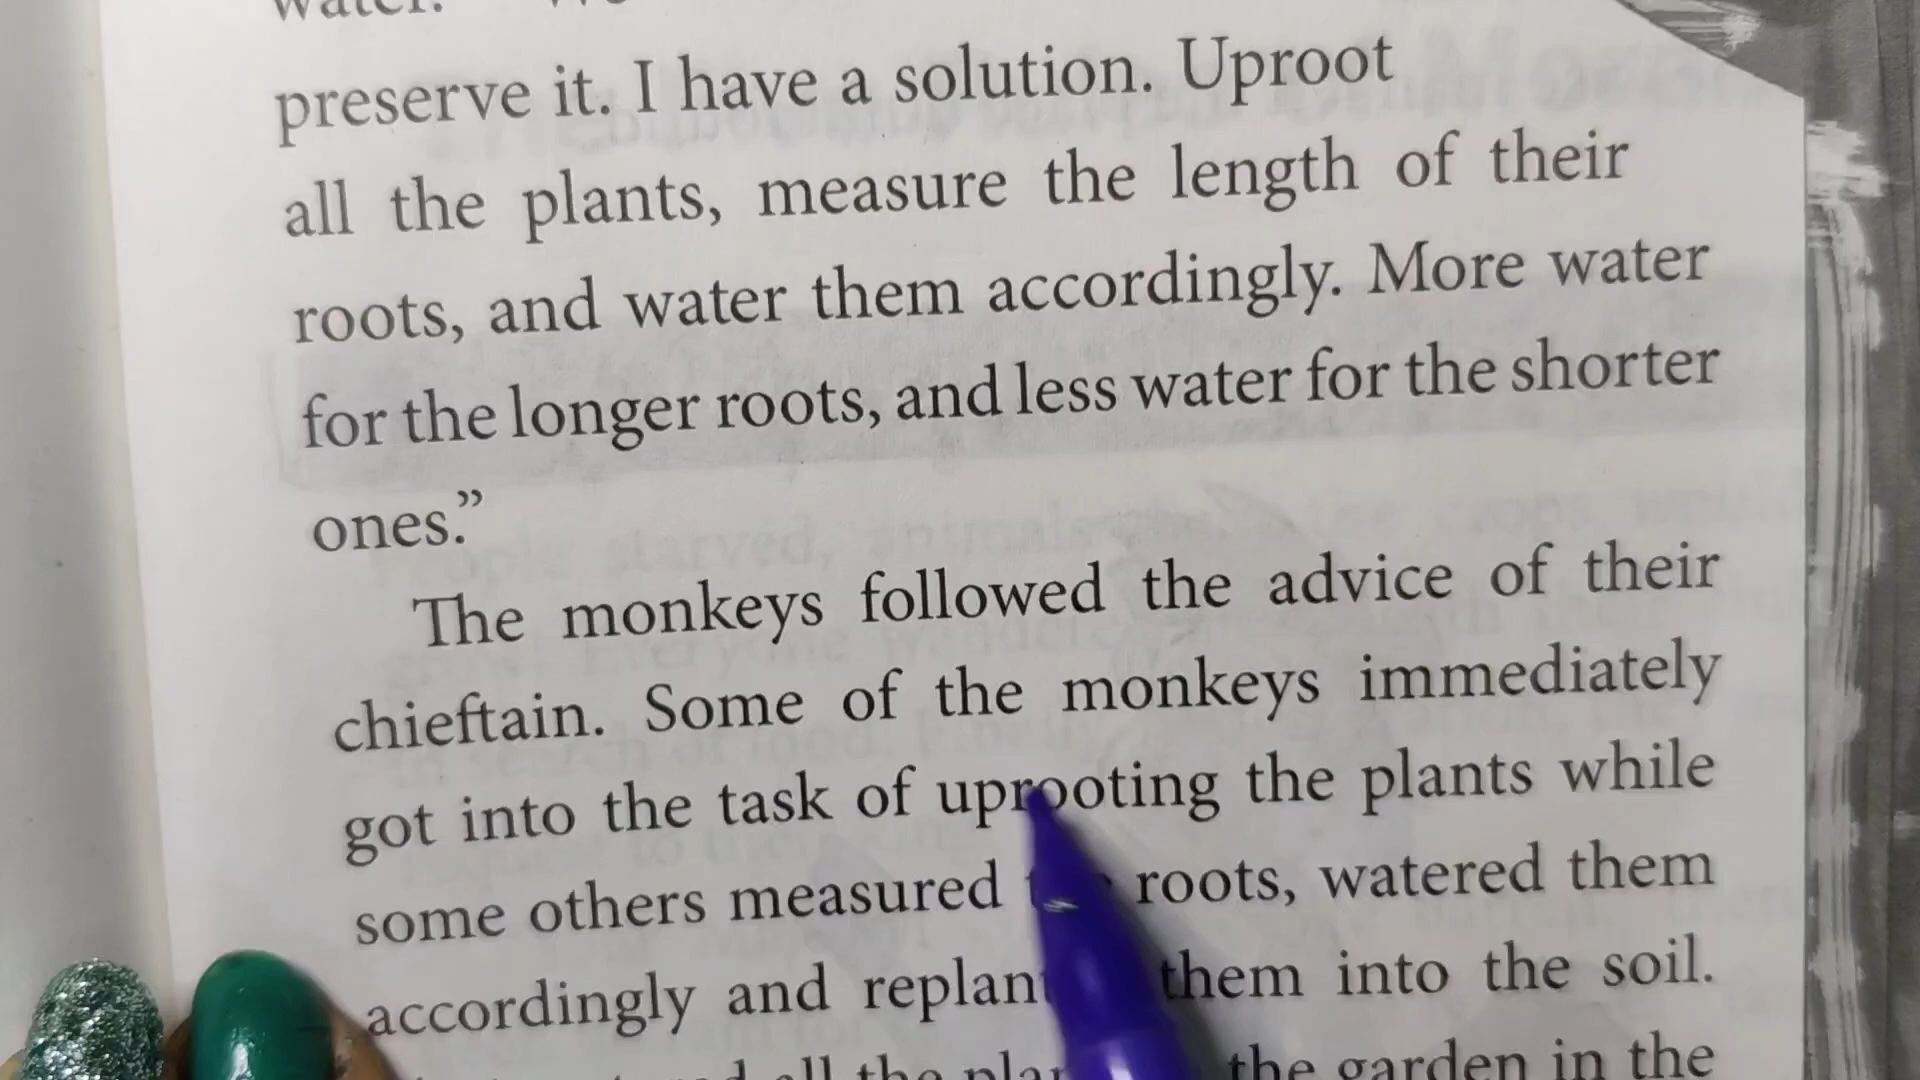 water.
preserve it. I have a solution. Uproot
all the plants, measure the length of their
roots, and water them accordingly. More water
for the longer roots, and less water for the shorter
ones.”
The monkeys followed the advice of their
chieftain. Some of the monkeys immediately
got into the task of uprooting the plants while
some others measured roots, watered them
accordingly and them into the soil.
all the the garden in the